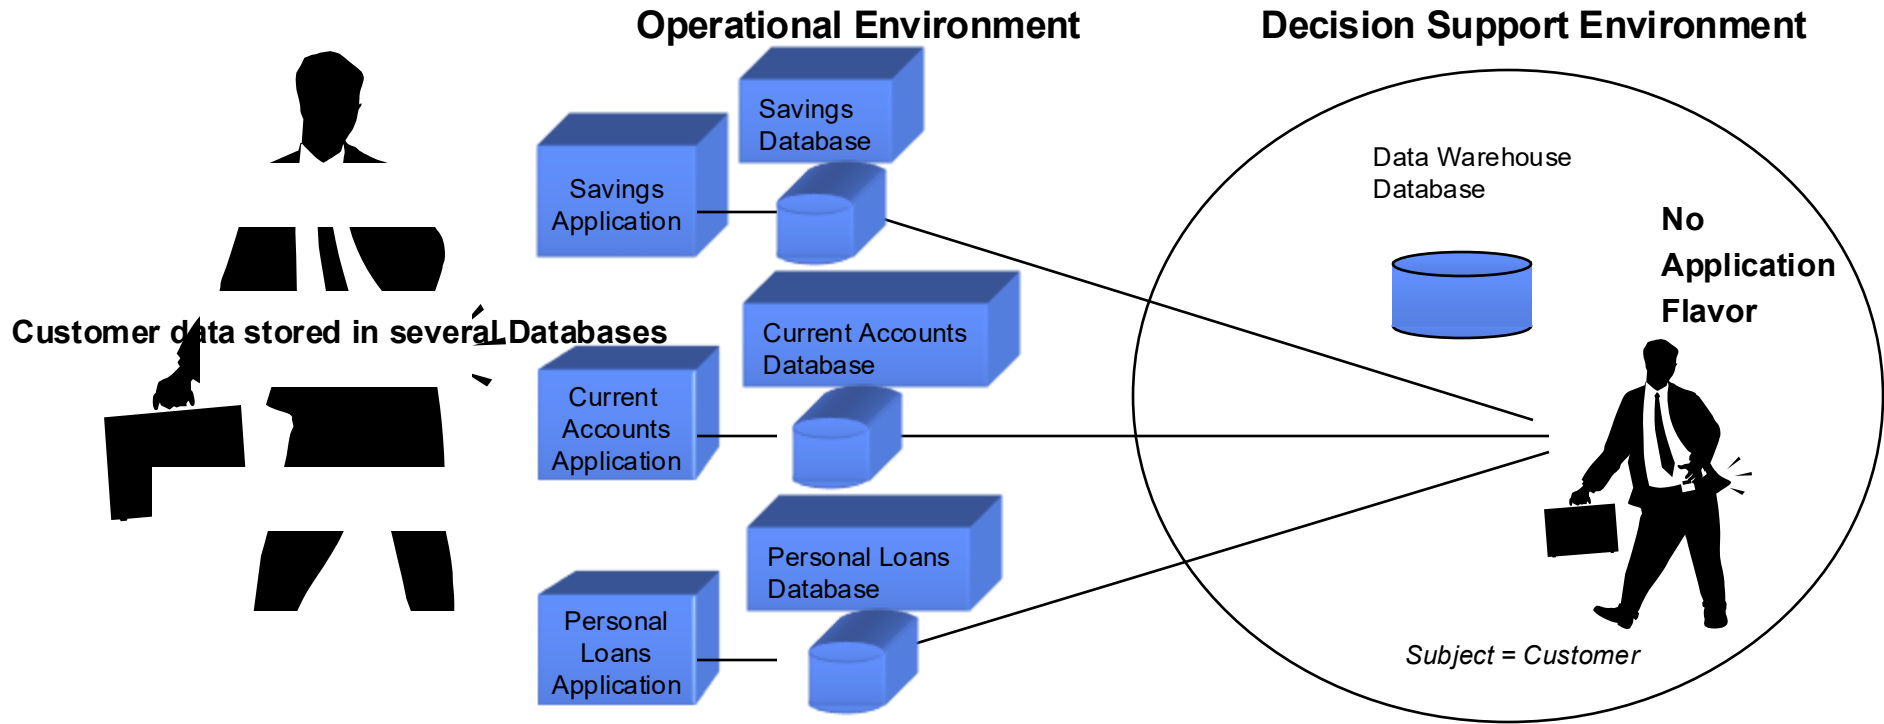 Operational Environment
Decision Support Environment
Savings
Database
Savings
Application
Data Warehouse
Database
No
Application
Flavor
Customer data stored in several Databases
Current Accounts
Database
Current
Accounts
Application
Personal Loans
Database
Personal
Loans
Application
Subject = Customer